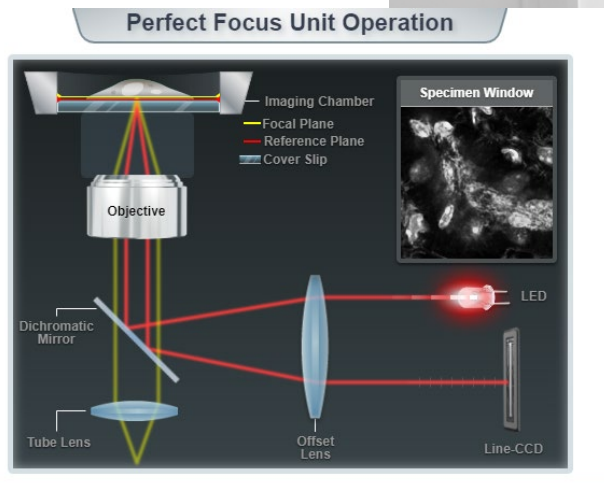 Perfect Focus Unit Operation
Specimen Window
Imaging Chamber
Focal Plane
Reference Plane
Cover Slip
Objective
LED
Dichromatic
Mirror
Tube Lens
Offset
Lens
Line-CCD